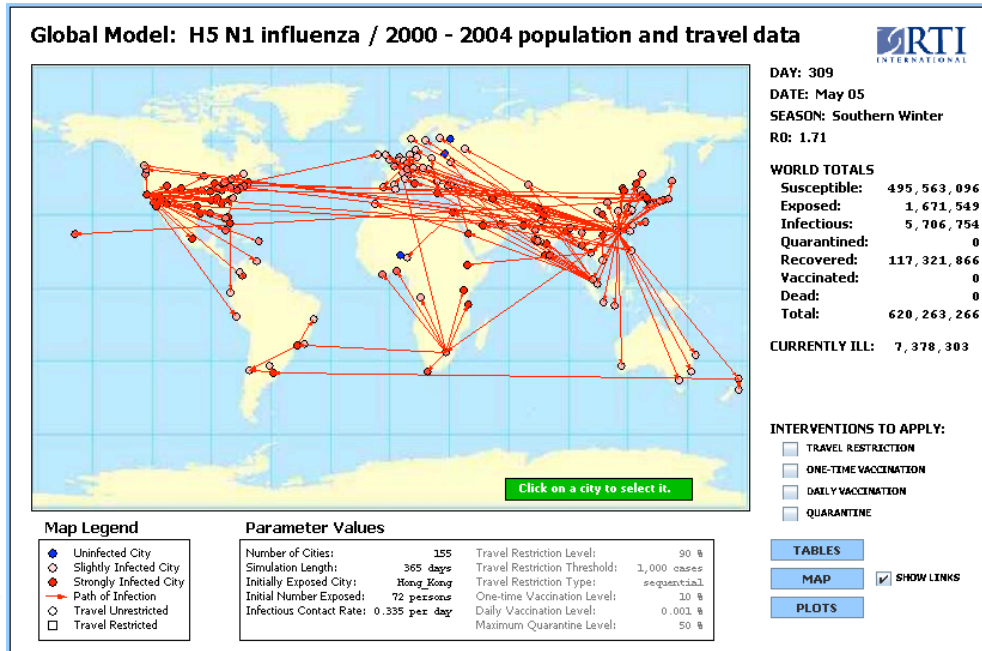 Global Model: H5 N1 influenza / 2000 - 2004 population and travel data
RTI
INTERNATIONAL
DAY: 309
DATE: May 05
SEASON: Southern Winter
R0: 1.71
WORLD TOTALS
Susceptible: 495,563,096
Exposed: 1,671,549
Infectious: 5,706,754
Quarantined: 0
Recovered: 117,321,866
Vaccinated: 0
Dead: 0
Total: 620,263,266
CURRENTLY ILL: 7,378,303
INTERVENTIONS TO APPLY:
TRAVEL RESTRICTION
ONE-TIME VACCINATION
DAILY VACCINATION
QUARANTINE
Click on a city to select it.
TABLES
MAP
SHOW LINKS
PLOTS
Map Legend
Uninfected City
Slightly Infected City
Strongly Infected City
Path of Infection
Travel Unrestricted
Travel Restricted
Parameter Values
Number of Cities: 155
Simulation Length: 365 days
Initially Exposed City: Hong_Kong
Initial Number Exposed: 72 persons
Infectious Contact Rate: 0.335 per day
Travel Restriction Level: 90 %
Travel Restriction Threshold: 1,000 cases
Travel Restriction Type: sequential
One-time Vaccination Level: 10 %
Daily Vaccination Level: 0.001 %
Maximum Quarantine Level: 50 %